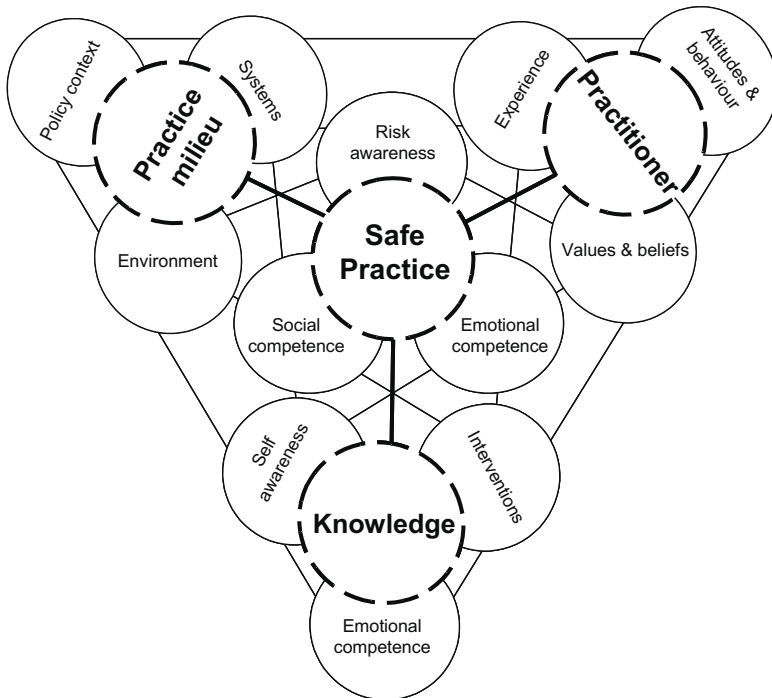 Policy context
Systems
Practice
milieu
Environment
Experience
Attitudes &
behaviour
Practitioner
Values & beliefs
Risk
awareness
Safe
Practice
Social
competence
Emotional
competence
Self
awareness
Interventions
Knowledge
Emotional
competence